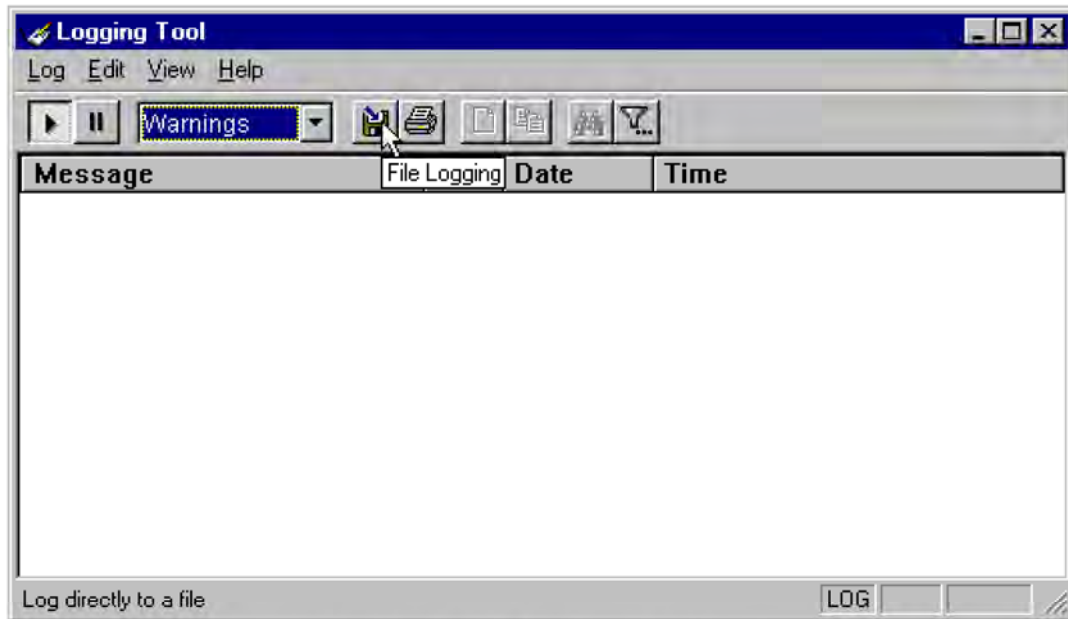 Logging Tool
Log Edit View Help
Warnings
Message File Logging Date Time
Log directly to a file LOG